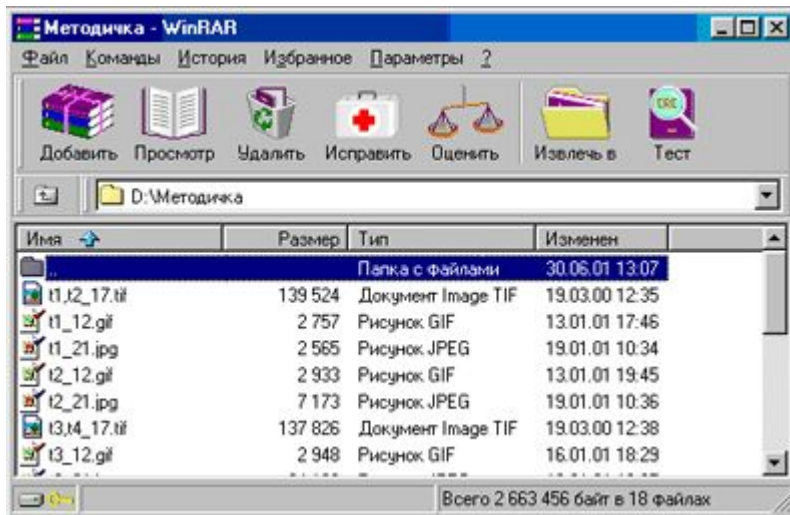 Методичка - WinRAR
Файл Команды История Избранное Параметры ?
Добавить Просмотр Удалить Исправить Оценить Извлечь в Тест
CRC
D:\Методичка
Имя Размер Тип Изменен
.. Папка с файлами 30.06.01 13:07
t1,t2_17.tif 139 524 Документ Image TIF 19.03.00 12:35
t1_12.gif 2 757 Рисунок GIF 13.01.01 17:46
t1_21.jpg 2 565 Рисунок JPEG 19.01.01 10:34
t2_12.gif 2 933 Рисунок GIF 13.01.01 19:45
t2_21.jpg 7 173 Рисунок JPEG 19.01.01 10:36
t3,t4_17.tif 137 826 Документ Image TIF 19.03.00 12:38
t3_12.gif 2 948 Рисунок GIF 16.01.01 18:29
Всего 2 663 456 байт в 18 файлах